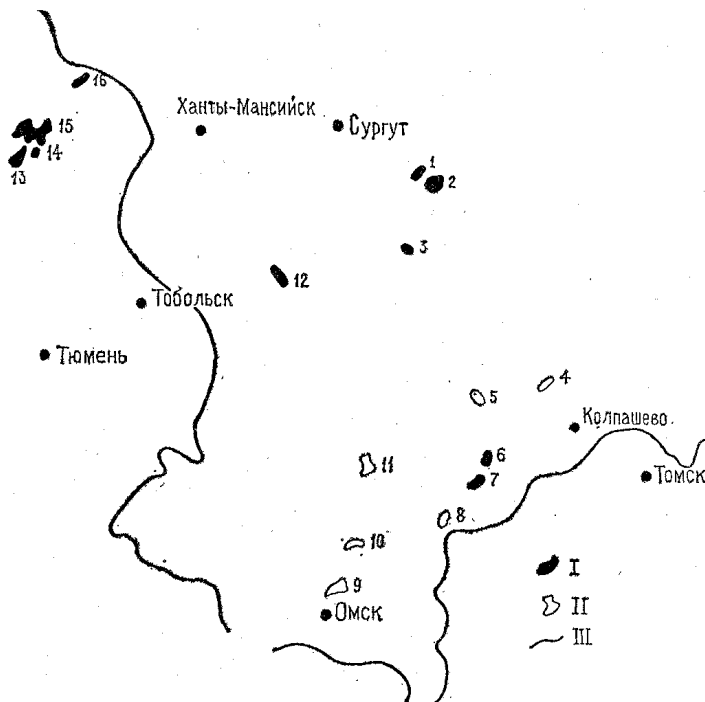 16
Ханты-Мансийск
Сургут
15
14
13
1
2
3
12
Тобольск
Тюмень
4
5
Колпашево
6
7
Томск
11
8
10
9
Омск
I
II
III